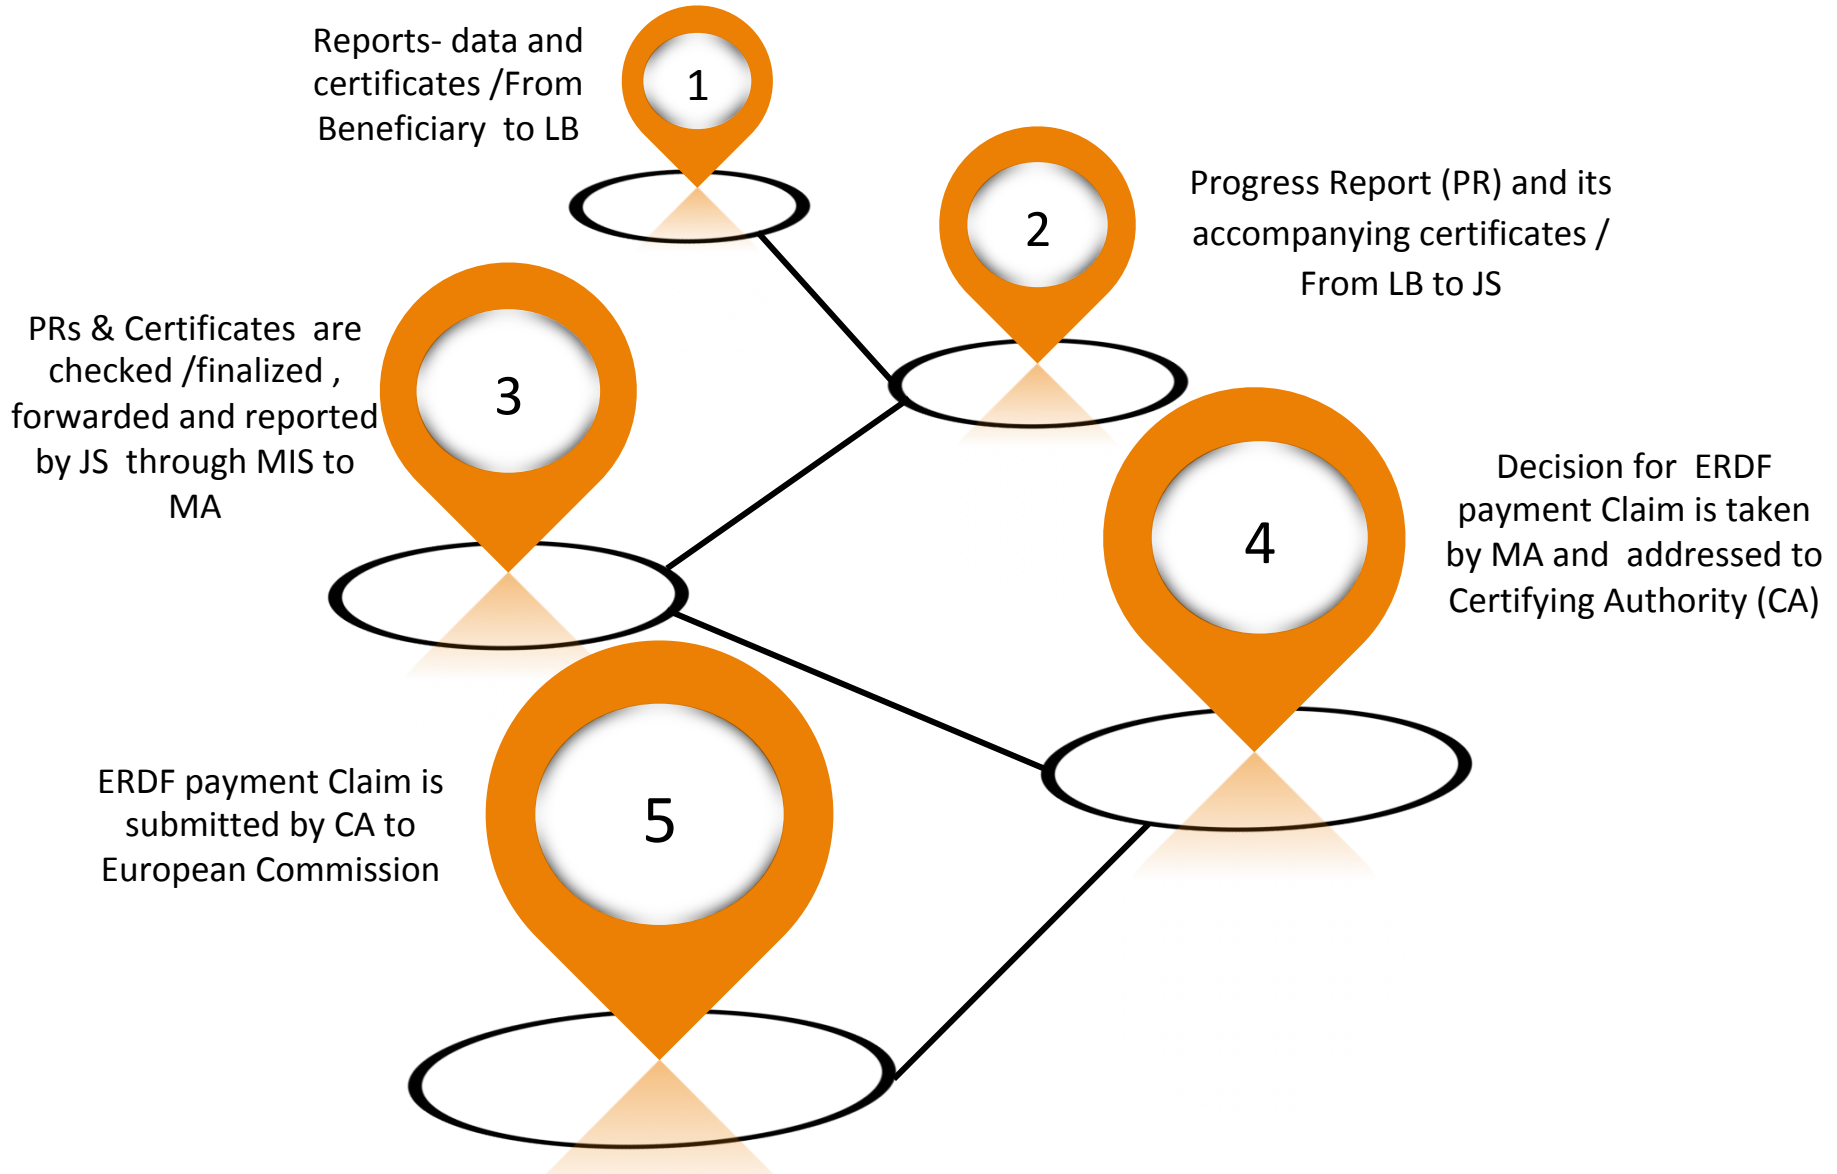 Reports- data and
certificates /From
Beneficiary  to LB
1
2
Progress Report (PR) and its
accompanying certificates /
From LB to JS
PRs & Certificates  are
checked /finalized ,
forwarded and reported
by JS  through MIS to
MA
3
4
Decision for  ERDF
payment Claim is taken
by MA and  addressed to
Certifying Authority (CA)
ERDF payment Claim is
submitted by CA to
European Commission
5